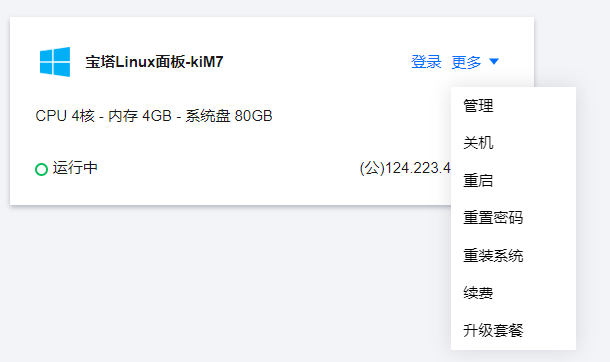 宝塔Linux面板-kiM7
登录 更多
CPU 4核 - 内存 4GB - 系统盘 80GB
运行中 (公)124.223.4
管理
关机
重启
重置密码
重装系统
续费
升级套餐